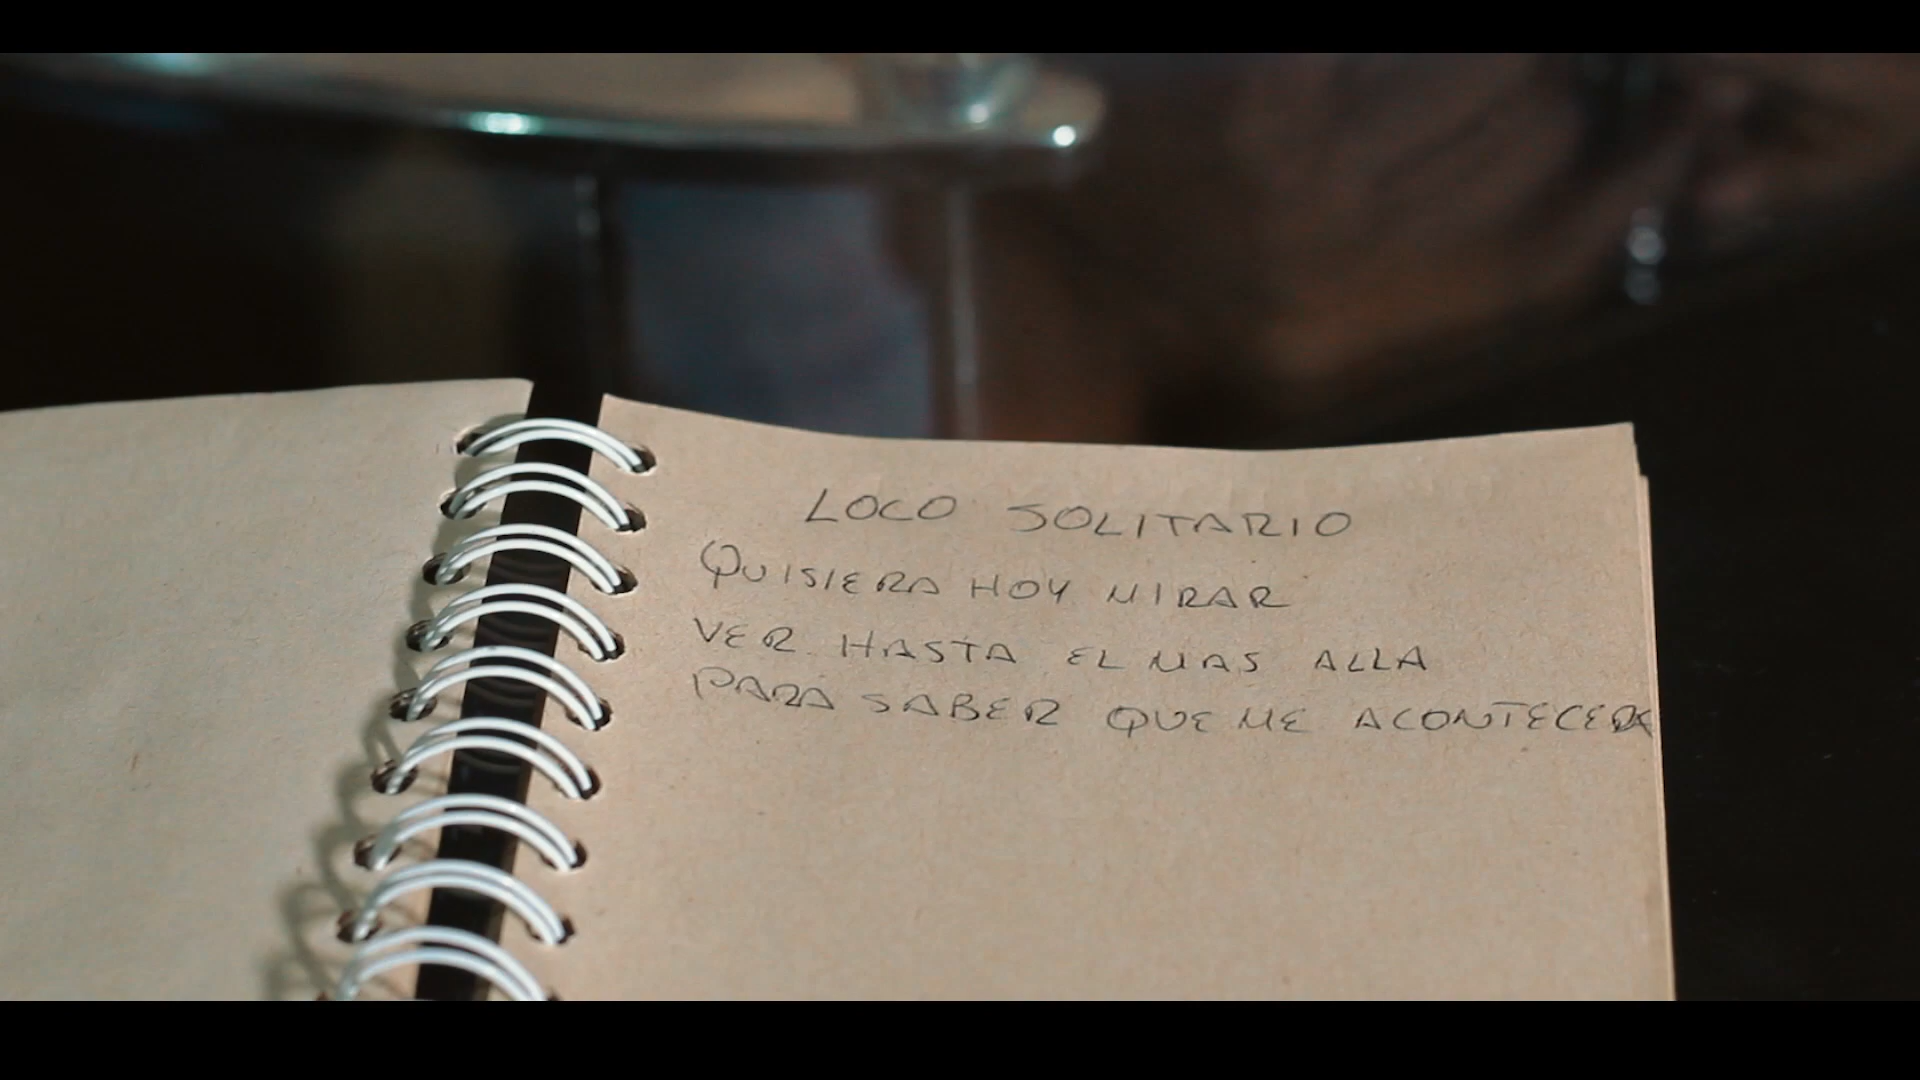 LOCO SOLITARIO
QUISIERA HOY MIRAR
VER HASTA EL MAS ALLA
PARA SABER QUE ME ACONTECERA